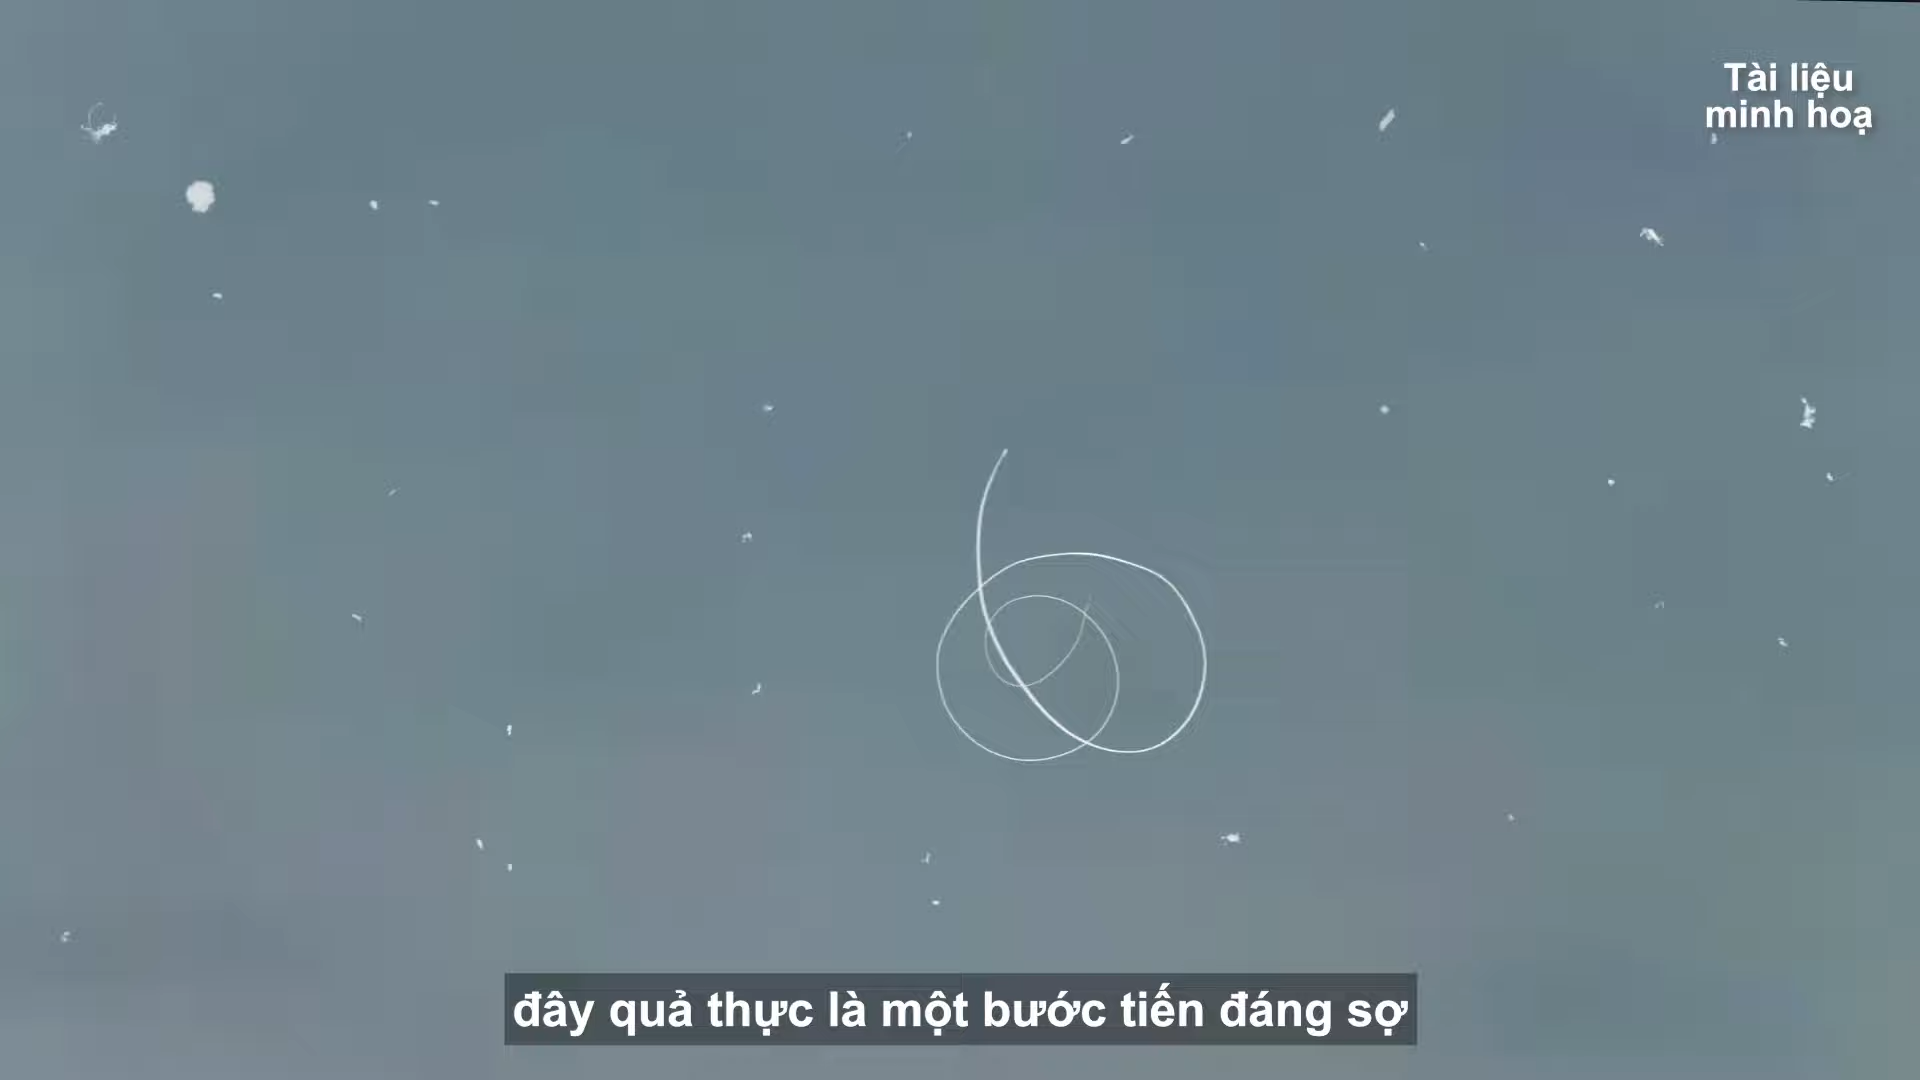 Tài liệu
minh hoạ
đây quả thực là một bước tiến đáng sợ